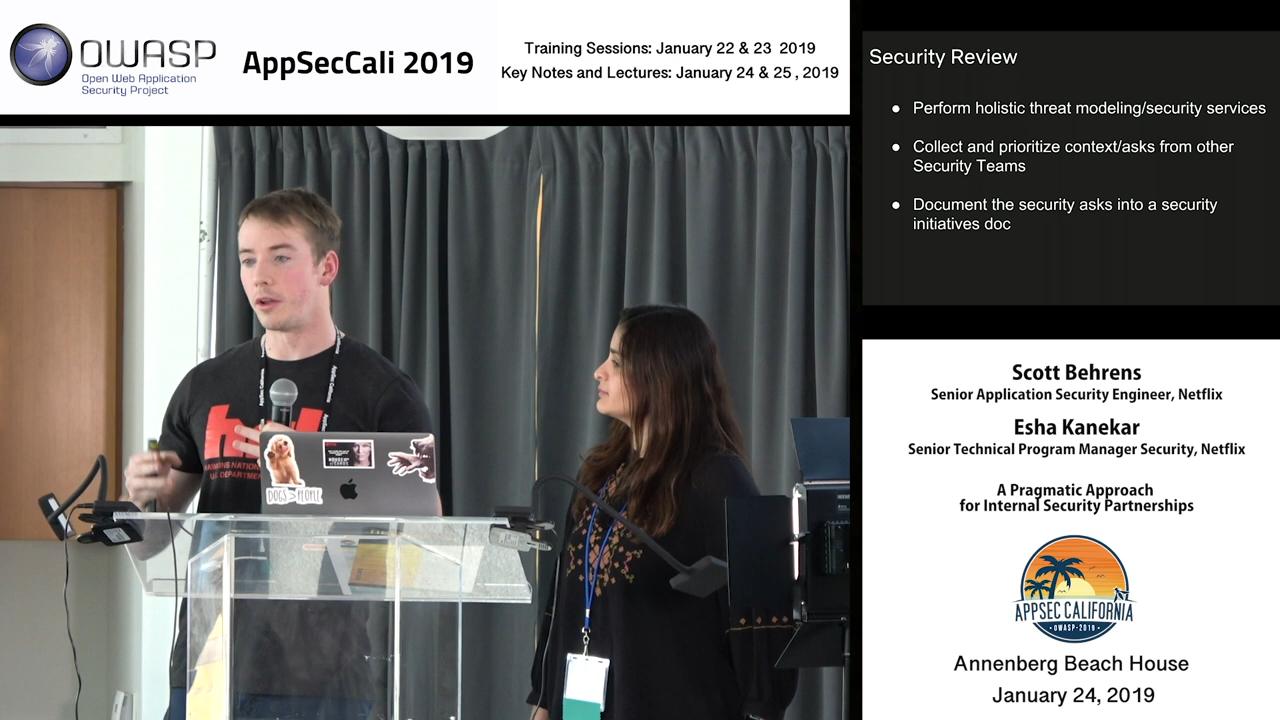 OWASP
Open Web Application
Security Project
AppSecCali 2019
Training Sessions: January 22 & 23 2019
Key Notes and Lectures: January 24 & 25, 2019
Security Review
● Perform holistic threat modeling/security services
● Collect and prioritize context/asks from other
Security Teams
● Document the security asks into a security
initiatives doc
DOGS>PEOPLE
HOUSE
OF CARDS
Scott Behrens
Senior Application Security Engineer, Netflix
Esha Kanekar
Senior Technical Program Manager Security, Netflix
A Pragmatic Approach
for Internal Security Partnerships
APPSEC CALIFORNIA
• OWASP-2019 •
Annenberg Beach House
January 24, 2019